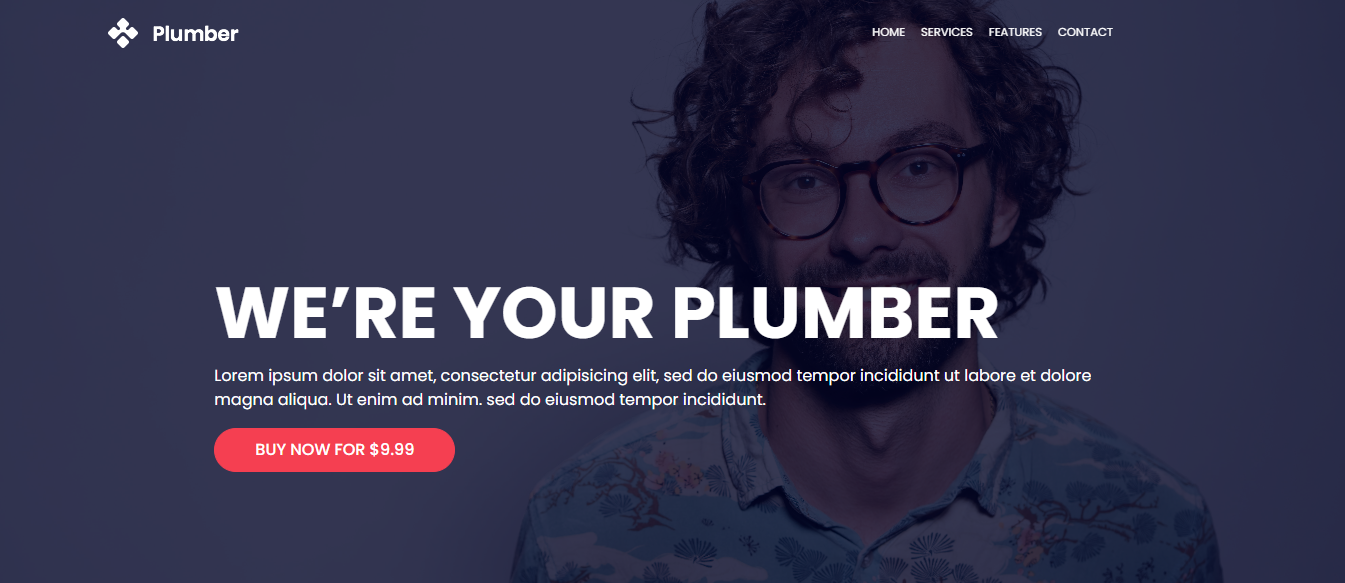 Plumber
HOME SERVICES FEATURES CONTACT
WE’RE YOUR PLUMBER
Lorem ipsum dolor sit amet, consectetur adipisicing elit, sed do eiusmod tempor incididunt ut labore et dolore
magna aliqua. Ut enim ad minim. sed do eiusmod tempor incididunt.
BUY NOW FOR $9.99